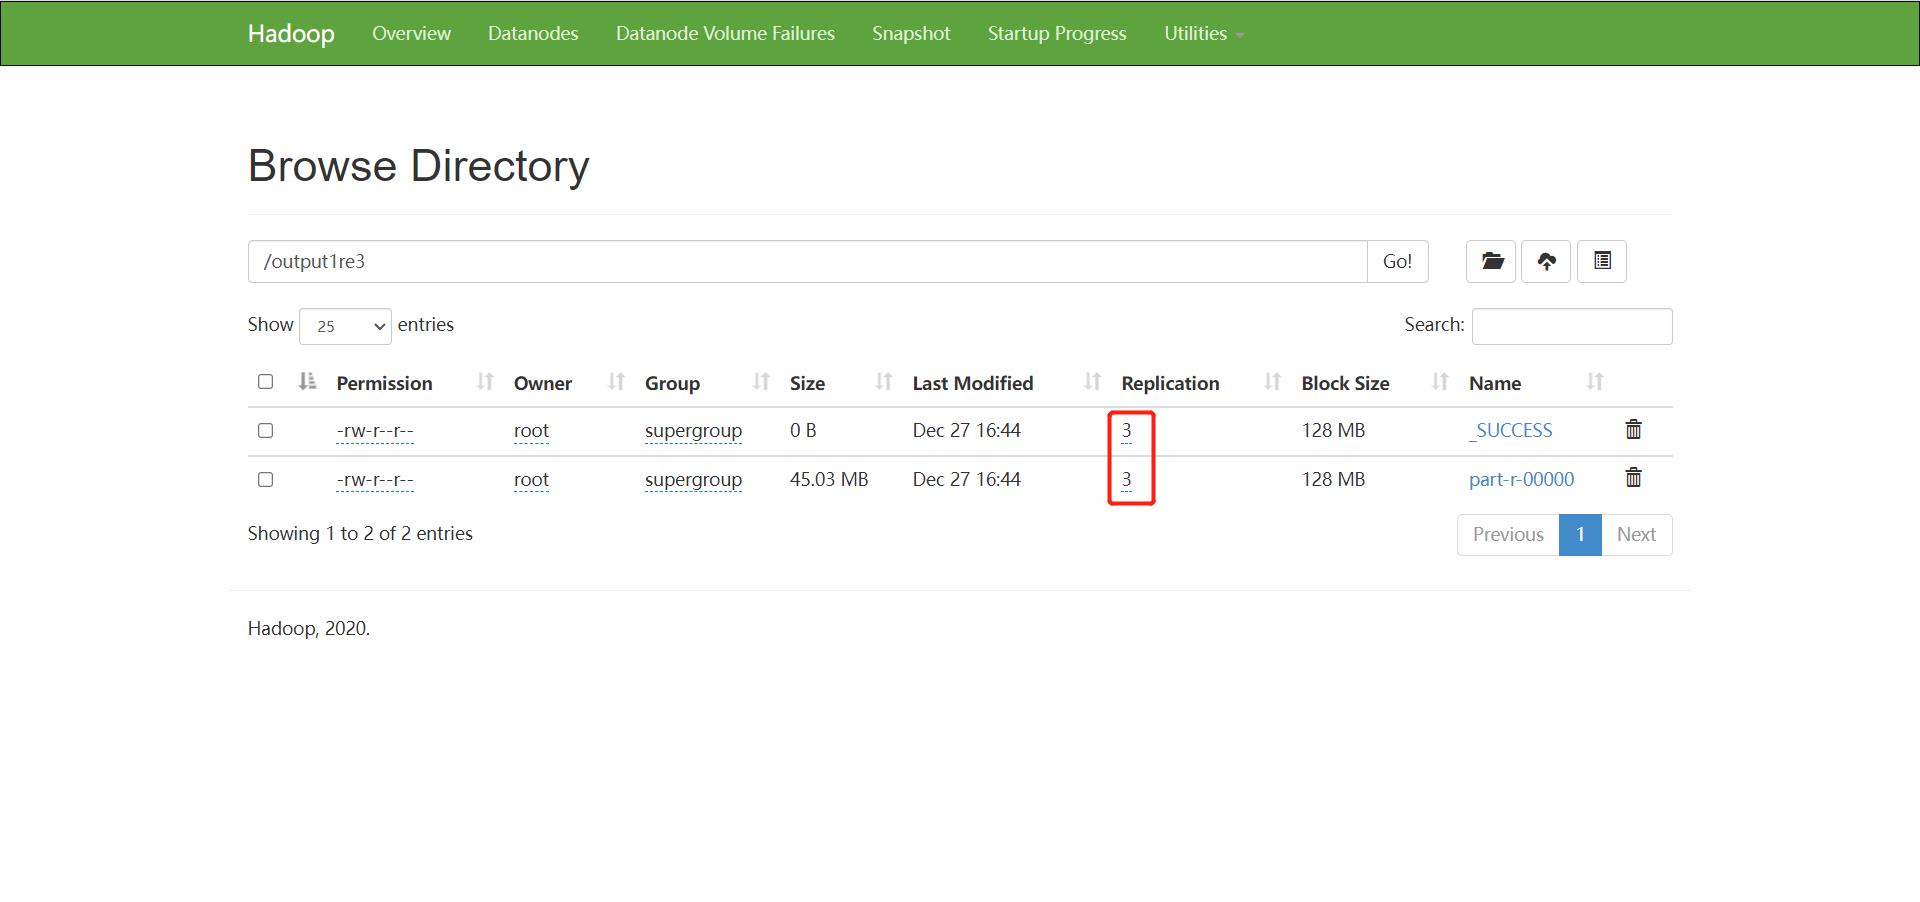 Hadoop Overview Datanodes Datanode Volume Failures Snapshot Startup Progress Utilities
Browse Directory
/output1re3 Go!
Show 25 entries Search:
Permission Owner Group Size Last Modified Replication Block Size Name
-rw-r--r-- root supergroup 0 B Dec 27 16:44 3 128 MB _SUCCESS
-rw-r--r-- root supergroup 45.03 MB Dec 27 16:44 3 128 MB part-r-00000
Showing 1 to 2 of 2 entries Previous 1 Next
Hadoop, 2020.